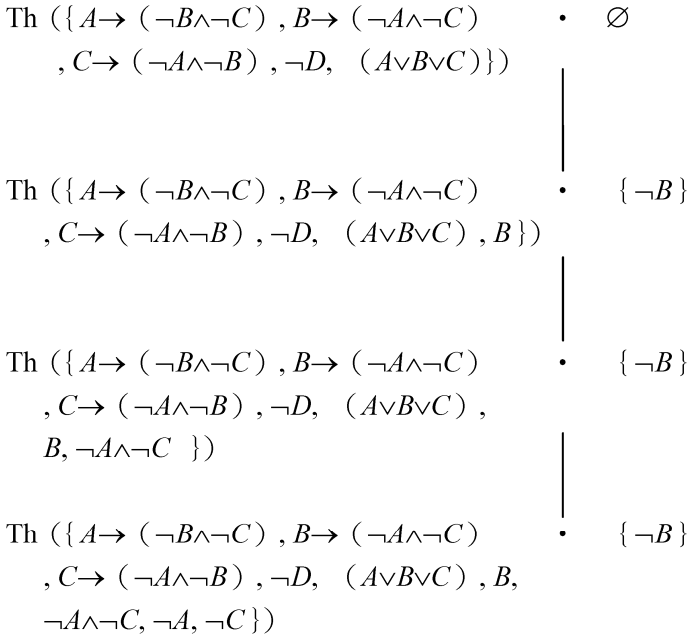 Th ({A→ (¬B∧¬C) , B→ (¬A∧¬C) • ∅
, C→ (¬A∧¬B) , ¬D, (A∨B∨C)})
Th ({A→ (¬B∧¬C) , B→ (¬A∧¬C) • {¬B}
, C→ (¬A∧¬B) , ¬D, (A∨B∨C) , B})
Th ({A→ (¬B∧¬C) , B→ (¬A∧¬C) • {¬B}
, C→ (¬A∧¬B) , ¬D, (A∨B∨C) ,
B, ¬A∧¬C })
Th ({A→ (¬B∧¬C) , B→ (¬A∧¬C) • {¬B}
, C→ (¬A∧¬B) , ¬D, (A∨B∨C) , B,
¬A∧¬C, ¬A, ¬C})